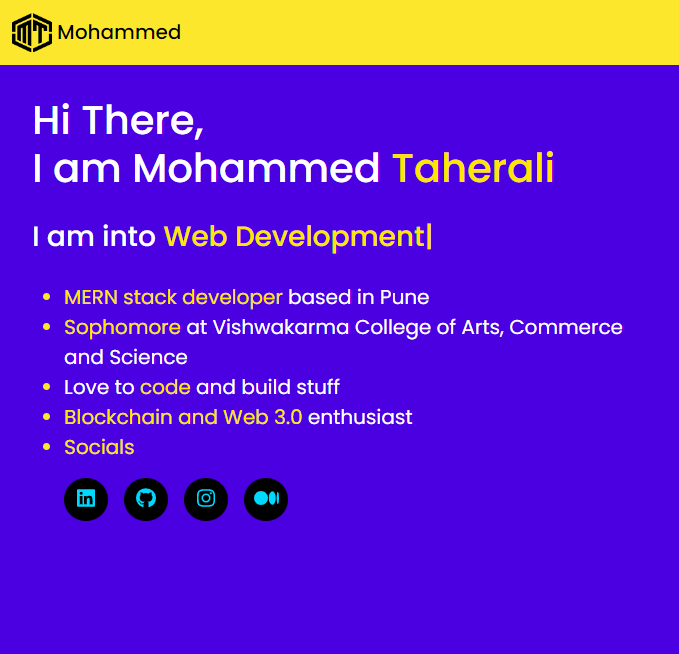 MT Mohammed
Hi There,
I am Mohammed Taherali
I am into Web Development|
MERN stack developer based in Pune
Sophomore at Vishwakarma College of Arts, Commerce
and Science
Love to code and build stuff
Blockchain and Web 3.0 enthusiast
Socials
in